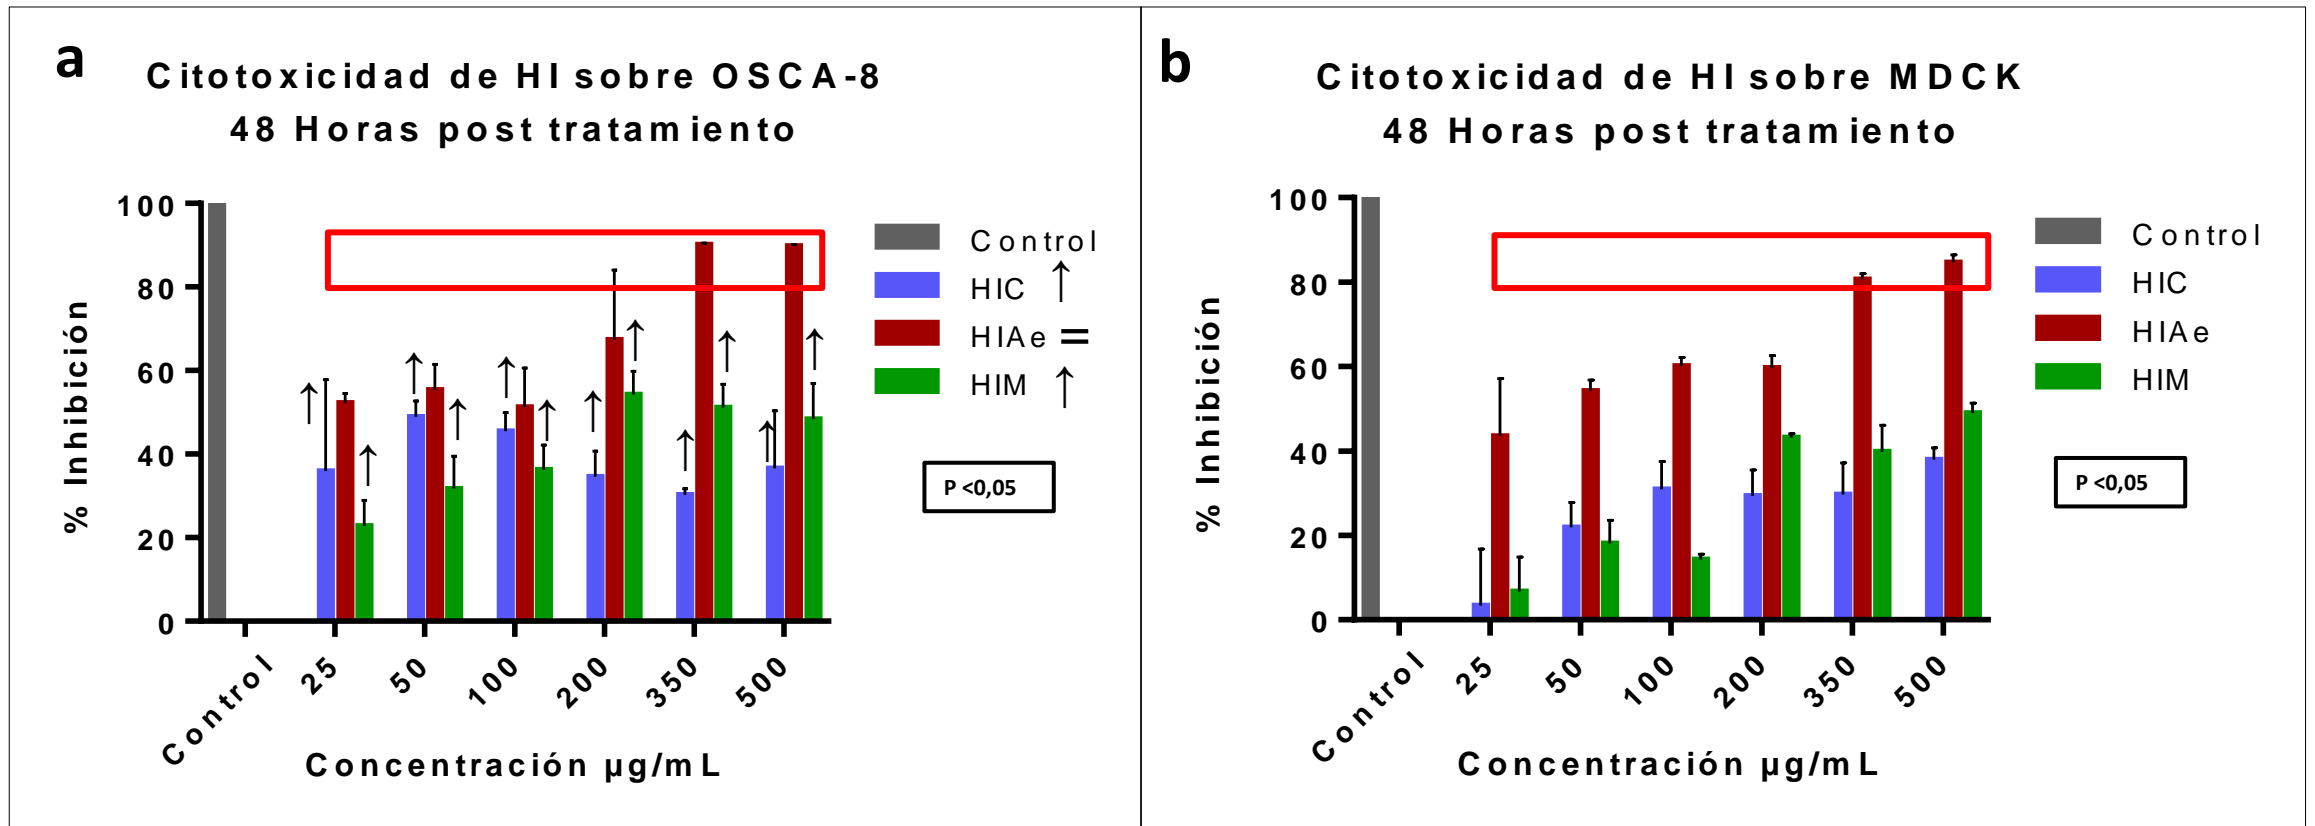 a
Citotoxicidad de HI sobre OSCA-8
48 Horas post tratamiento
% Inhibición
100
80
60
40
20
0
Control
25
50
100
200
350
500
Concentración µg/mL
Control
HIC ↑
HIAe =
HIM ↑
P <0,05
b
Citotoxicidad de HI sobre MDCK
48 Horas post tratamiento
% Inhibición
100
80
60
40
20
0
Control
25
50
100
200
350
500
Concentración µg/mL
Control
HIC
HIAe
HIM
P <0,05